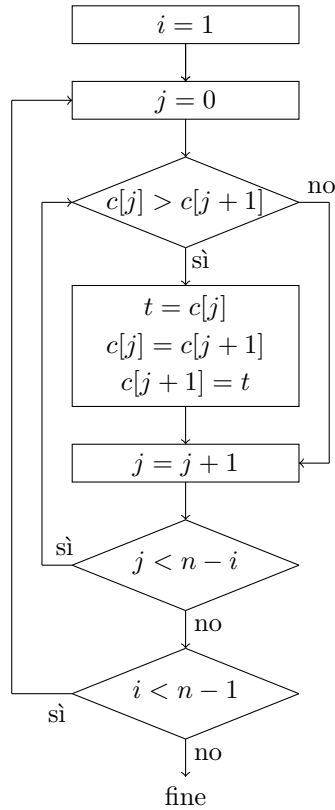 i = 1
j = 0
c[j] > c[j + 1]
no
sì
t = c[j]
c[j] = c[j + 1]
c[j + 1] = t
j = j + 1
j < n − i
sì
no
i < n − 1
sì
no
fine